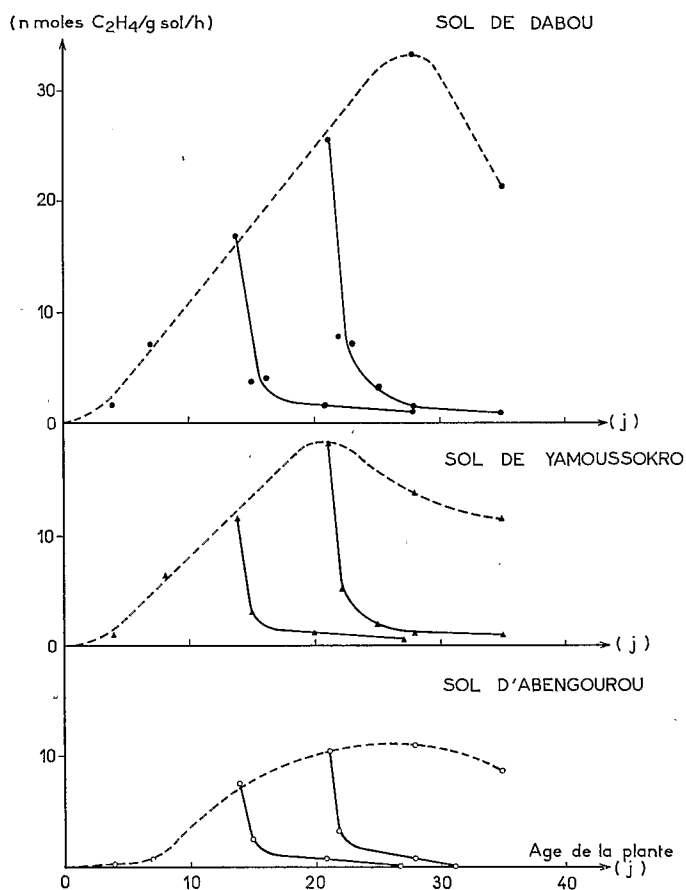 (n moles C₂H₄/g sol/h)
SOL DE DABOU
30
20
10
0
(j)
SOL DE YAMOUSSOKRO
10
0
(j)
SOL D'ABENGOUROU
10
Age de la plante
(j)
0
10
20
30
40